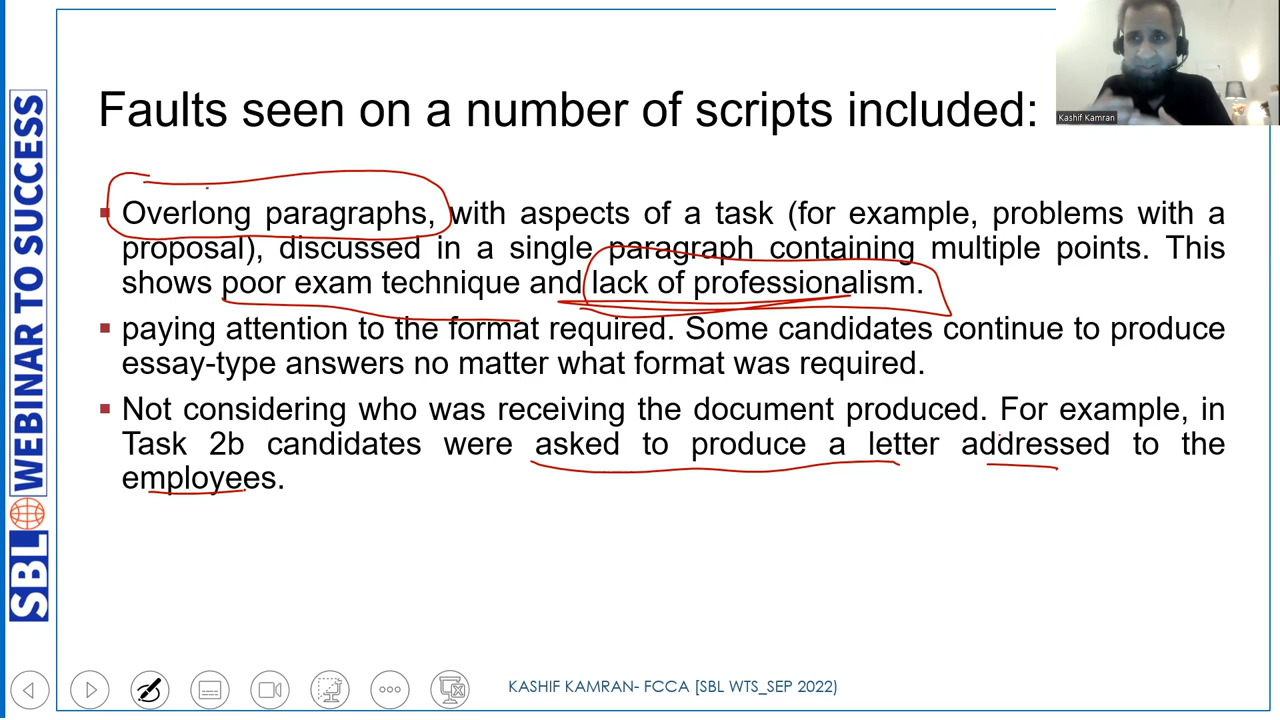 Faults seen on a number of scripts included:
Kashif Kamran
▪ Overlong paragraphs, with aspects of a task (for example, problems with a
proposal), discussed in a single paragraph containing multiple points. This
shows poor exam technique and lack of professionalism.
▪ paying attention to the format required. Some candidates continue to produce
essay-type answers no matter what format was required.
▪ Not considering who was receiving the document produced. For example, in
Task 2b candidates were asked to produce a letter addressed to the
employees.
SBL WEBINAR TO SUCCESS
KASHIF KAMRAN- FCCA [SBL WTS_SEP 2022)